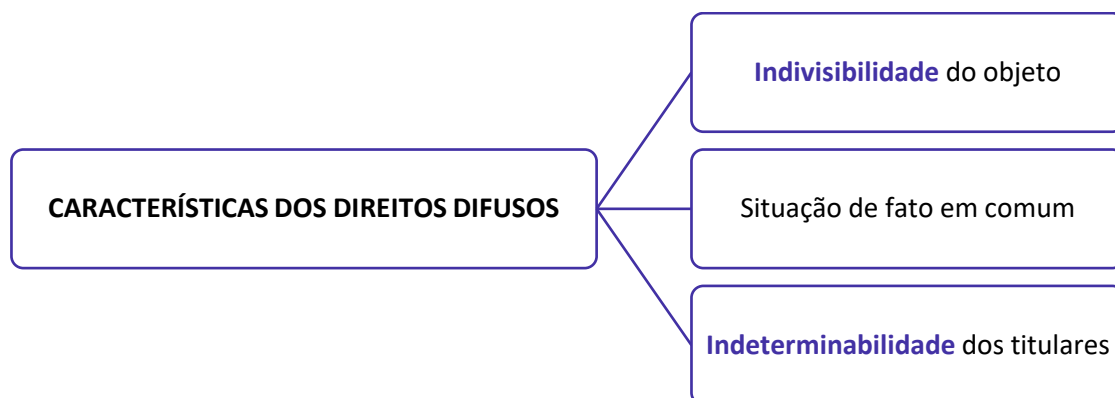 Indivisibilidade do objeto
CARACTERÍSTICAS DOS DIREITOS DIFUSOS
Situação de fato em comum
Indeterminabilidade dos titulares